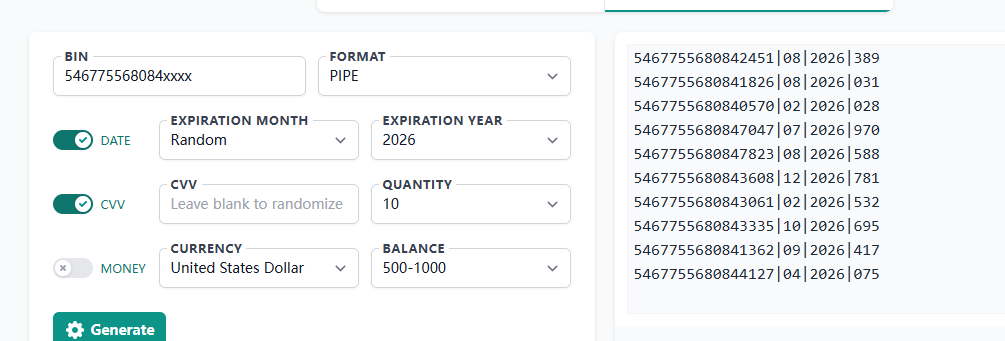 BIN
546775568084xxxx
FORMAT
PIPE
DATE
EXPIRATION MONTH
Random
EXPIRATION YEAR
2026
CVV
CVV
Leave blank to randomize
QUANTITY
10
MONEY
CURRENCY
United States Dollar
BALANCE
500-1000
Generate
5467755680842451|08|2026|389
5467755680841826|08|2026|031
5467755680840570|02|2026|028
5467755680847047|07|2026|970
5467755680847823|08|2026|588
5467755680843608|12|2026|781
5467755680843061|02|2026|532
5467755680843335|10|2026|695
5467755680841362|09|2026|417
5467755680844127|04|2026|075